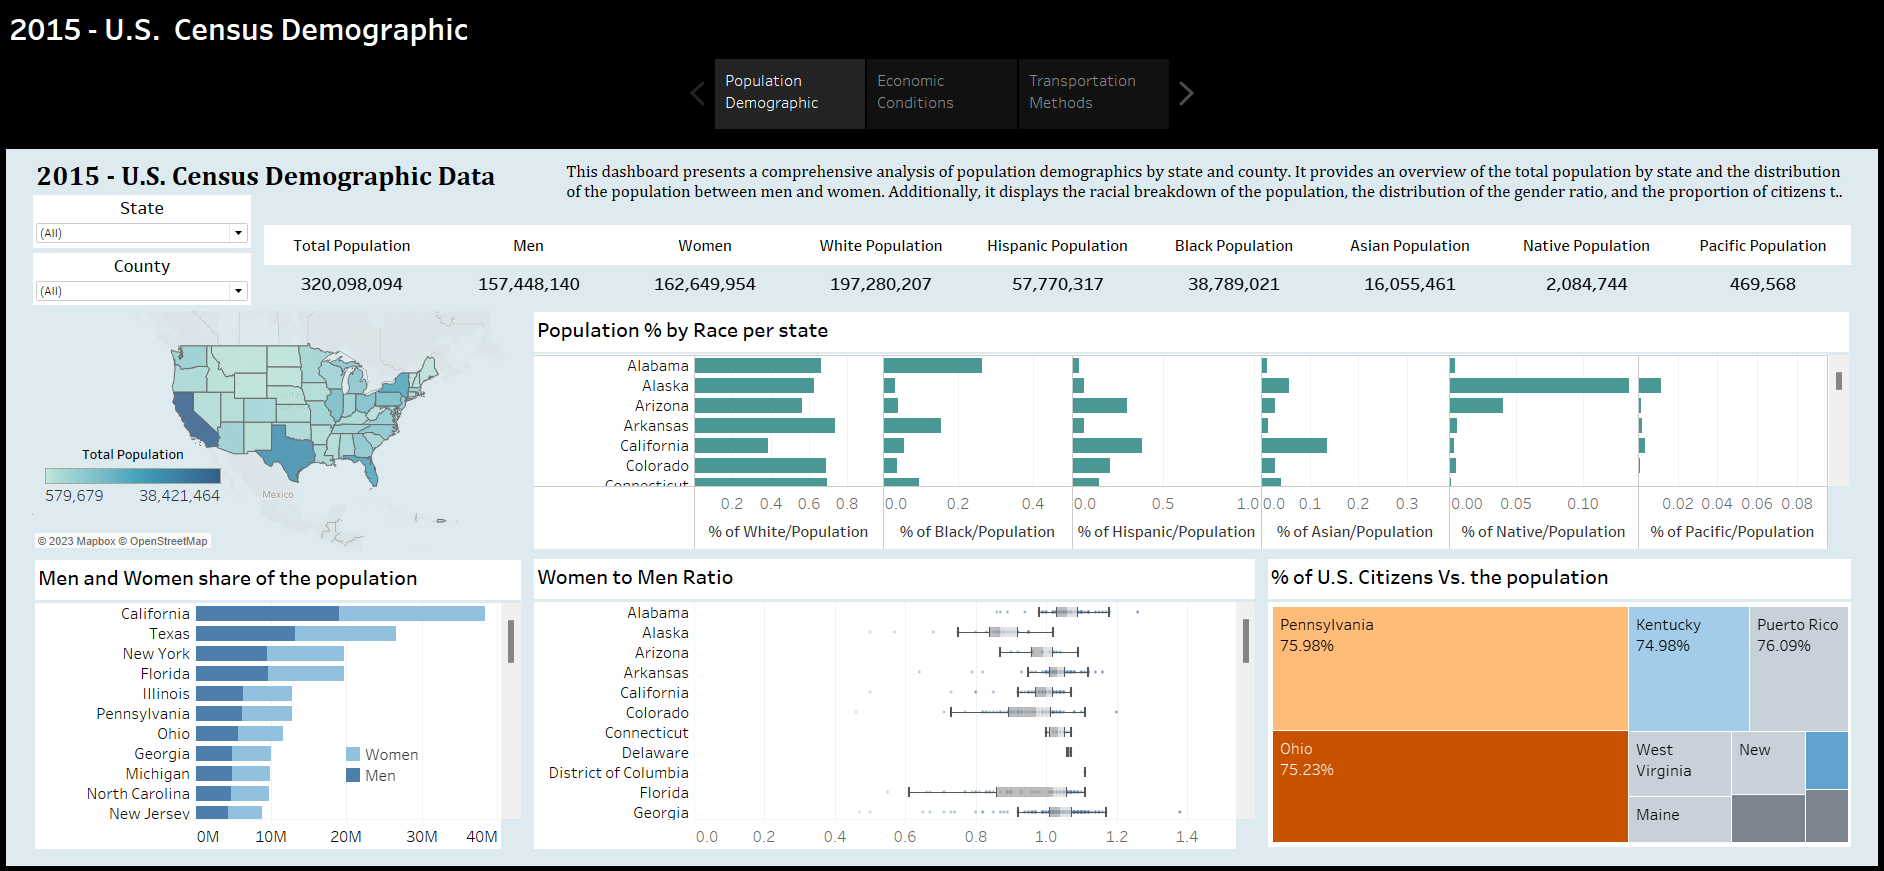 2015 - U.S.  Census Demographic
Population
Demographic
Economic
Conditions
Transportation
Methods
2015 - U.S. Census Demographic Data
This dashboard presents a comprehensive analysis of population demographics by state and county. It provides an overview of the total population by state and the distribution
of the population between men and women. Additionally, it displays the racial breakdown of the population, the distribution of the gender ratio, and the proportion of citizens t..
State
(All)
County
(All)
Total Population Men Women White Population Hispanic Population Black Population Asian Population Native Population Pacific Population
320,098,094 157,448,140 162,649,954 197,280,207 57,770,317 38,789,021 16,055,461 2,084,744 469,568
Total Population
579,679 38,421,464
Mexico
© 2023 Mapbox © OpenStreetMap
Population % by Race per state
Alabama
Alaska
Arizona
Arkansas
California
Colorado
Connecticut
0.2 0.4 0.6 0.8 0.0 0.2 0.4 0.0 0.5 1.0 0.0 0.1 0.2 0.3 0.00 0.05 0.10 0.02 0.04 0.06 0.08
% of White/Population % of Black/Population % of Hispanic/Population % of Asian/Population % of Native/Population % of Pacific/Population
Men and Women share of the population
California
Texas
New York
Florida
Illinois
Pennsylvania
Ohio
Georgia
Michigan
North Carolina
New Jersey
Women
Men
0M 10M 20M 30M 40M
Women to Men Ratio
Alabama
Alaska
Arizona
Arkansas
California
Colorado
Connecticut
Delaware
District of Columbia
Florida
Georgia
0.0 0.2 0.4 0.6 0.8 1.0 1.2 1.4
% of U.S. Citizens Vs. the population
Pennsylvania
75.98%
Kentucky
74.98%
Puerto Rico
76.09%
Ohio
75.23%
West
Virginia
New
Maine